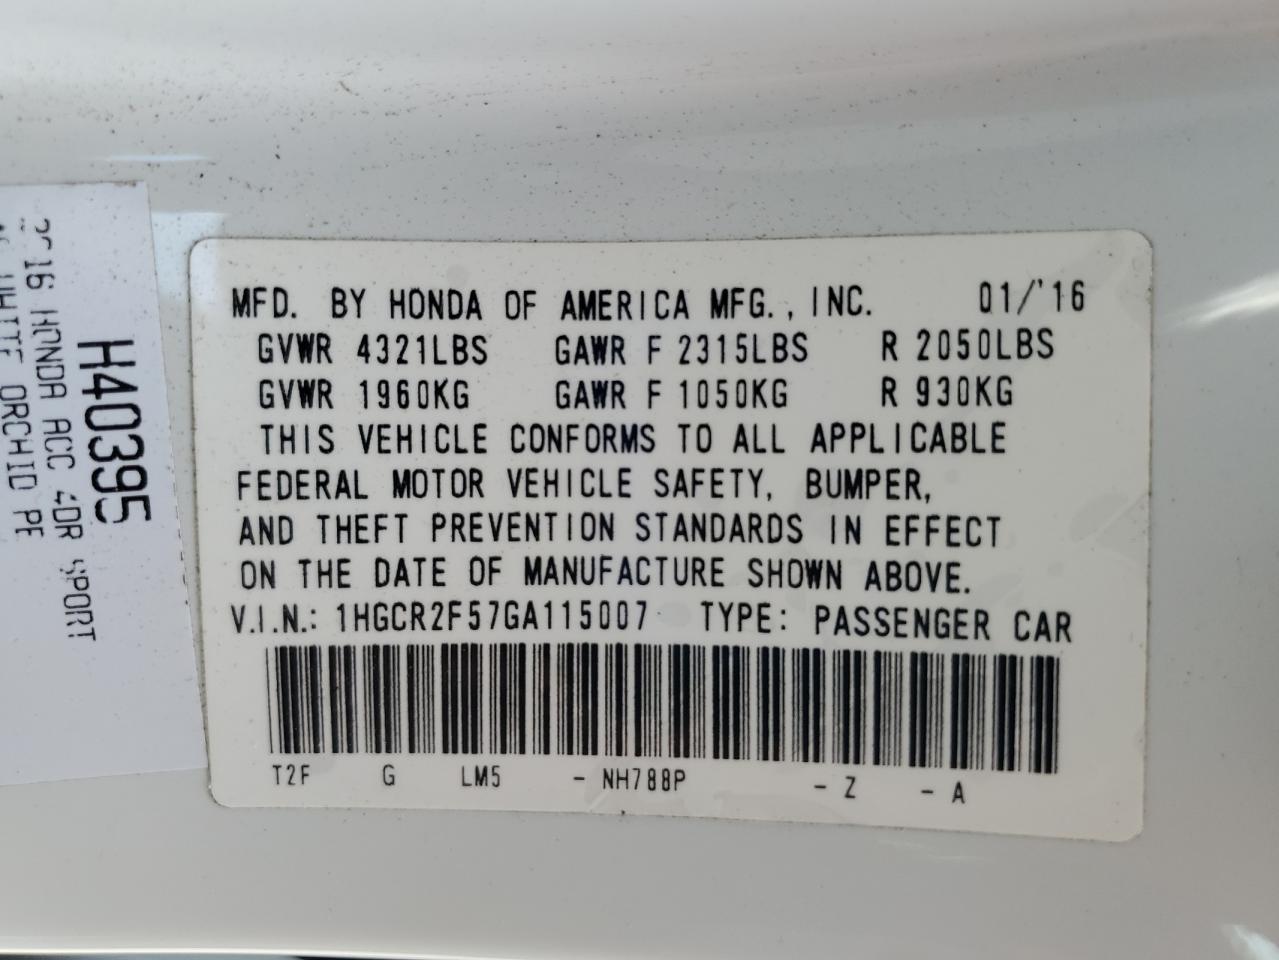 MFD. BY HONDA OF AMERICA MFG., INC. 01/'16
GVWR 4321LBS GAWR F 2315LBS R 2050LBS
GVWR 1960KG GAWR F 1050KG R 930KG
THIS VEHICLE CONFORMS TO ALL APPLICABLE
FEDERAL MOTOR VEHICLE SAFETY, BUMPER,
AND THEFT PREVENTION STANDARDS IN EFFECT
ON THE DATE OF MANUFACTURE SHOWN ABOVE.
V.I.N.: 1HGCR2F57GA115007 TYPE: PASSENGER CAR
T2F G LM5 - NH788P - Z - A
H40395
2016 HONDA ACC 4DR SPORT
WHITE ORCHID PE